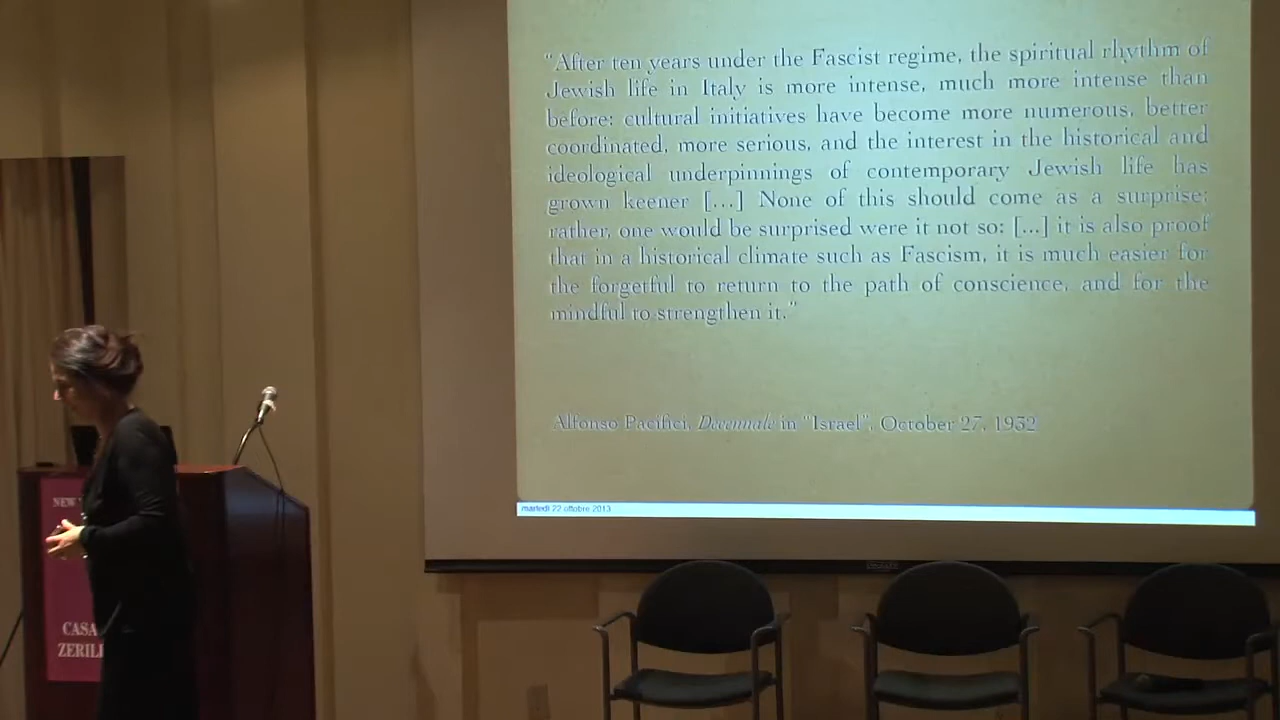 "After ten years under the Fascist regime, the spiritual rhythm of
Jewish life in Italy is more intense, much more intense than
before; cultural initiatives have become more numerous, better
coordinated, more serious, and the interest in the historical and
ideological underpinnings of contemporary Jewish life has
grown keener [...] None of this should come as a surprise;
rather, one would be surprised were it not so: [...] it is also proof
that in a historical climate such as Fascism, it is much easier for
the forgetful to return to the path of conscience, and for the
mindful to strengthen it."
Alfonso Pacifici, Decennale in "Israel", October 27, 1932
martedì 22 ottobre 2013
NEW
CASA
ZERILL